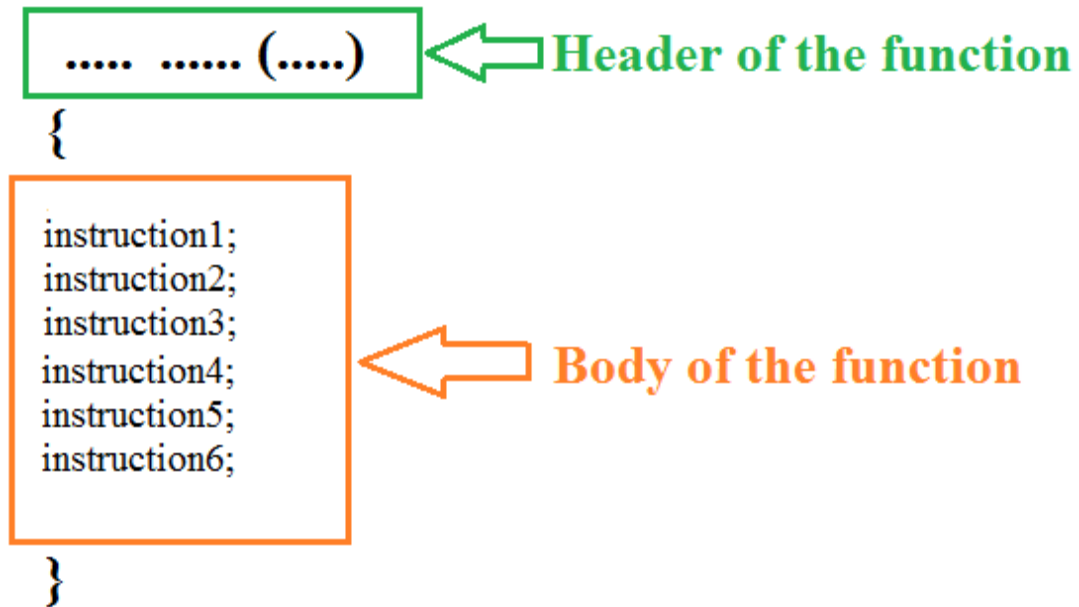 ..... ...... (.....) Header of the function
{
instruction1;
instruction2;
instruction3;
instruction4;
instruction5;
instruction6;
Body of the function
}